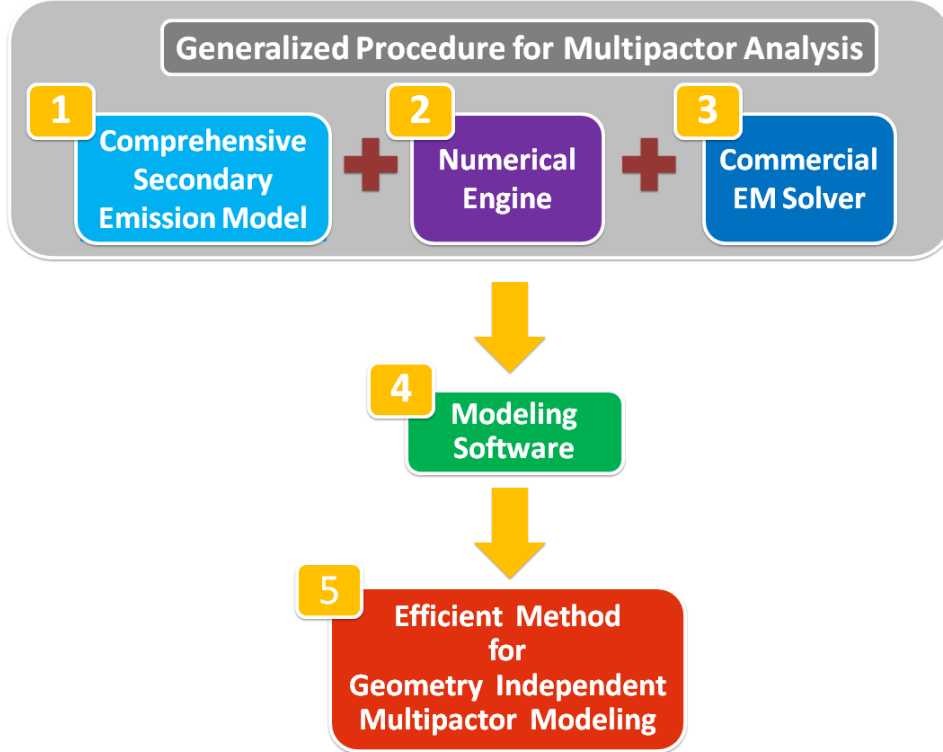 Generalized Procedure for Multipactor Analysis
1
Comprehensive
Secondary
Emission Model
2
Numerical
Engine
3
Commercial
EM Solver
4
Modeling
Software
5
Efficient Method
for
Geometry Independent
Multipactor Modeling